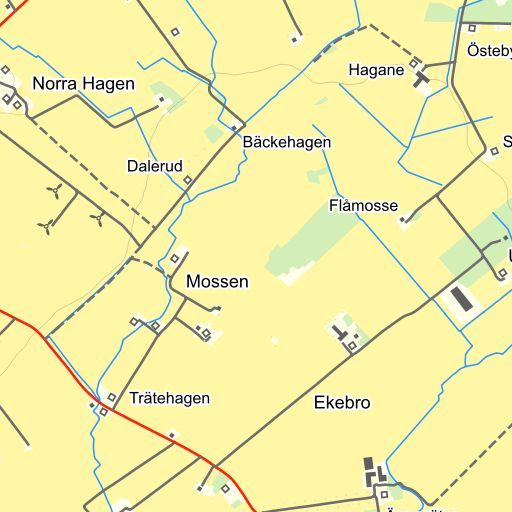 Östeby
Hagane
Norra Hagen
Bäckehagen
Dalerud
Flåmosse
Mossen
Trätehagen
Ekebro